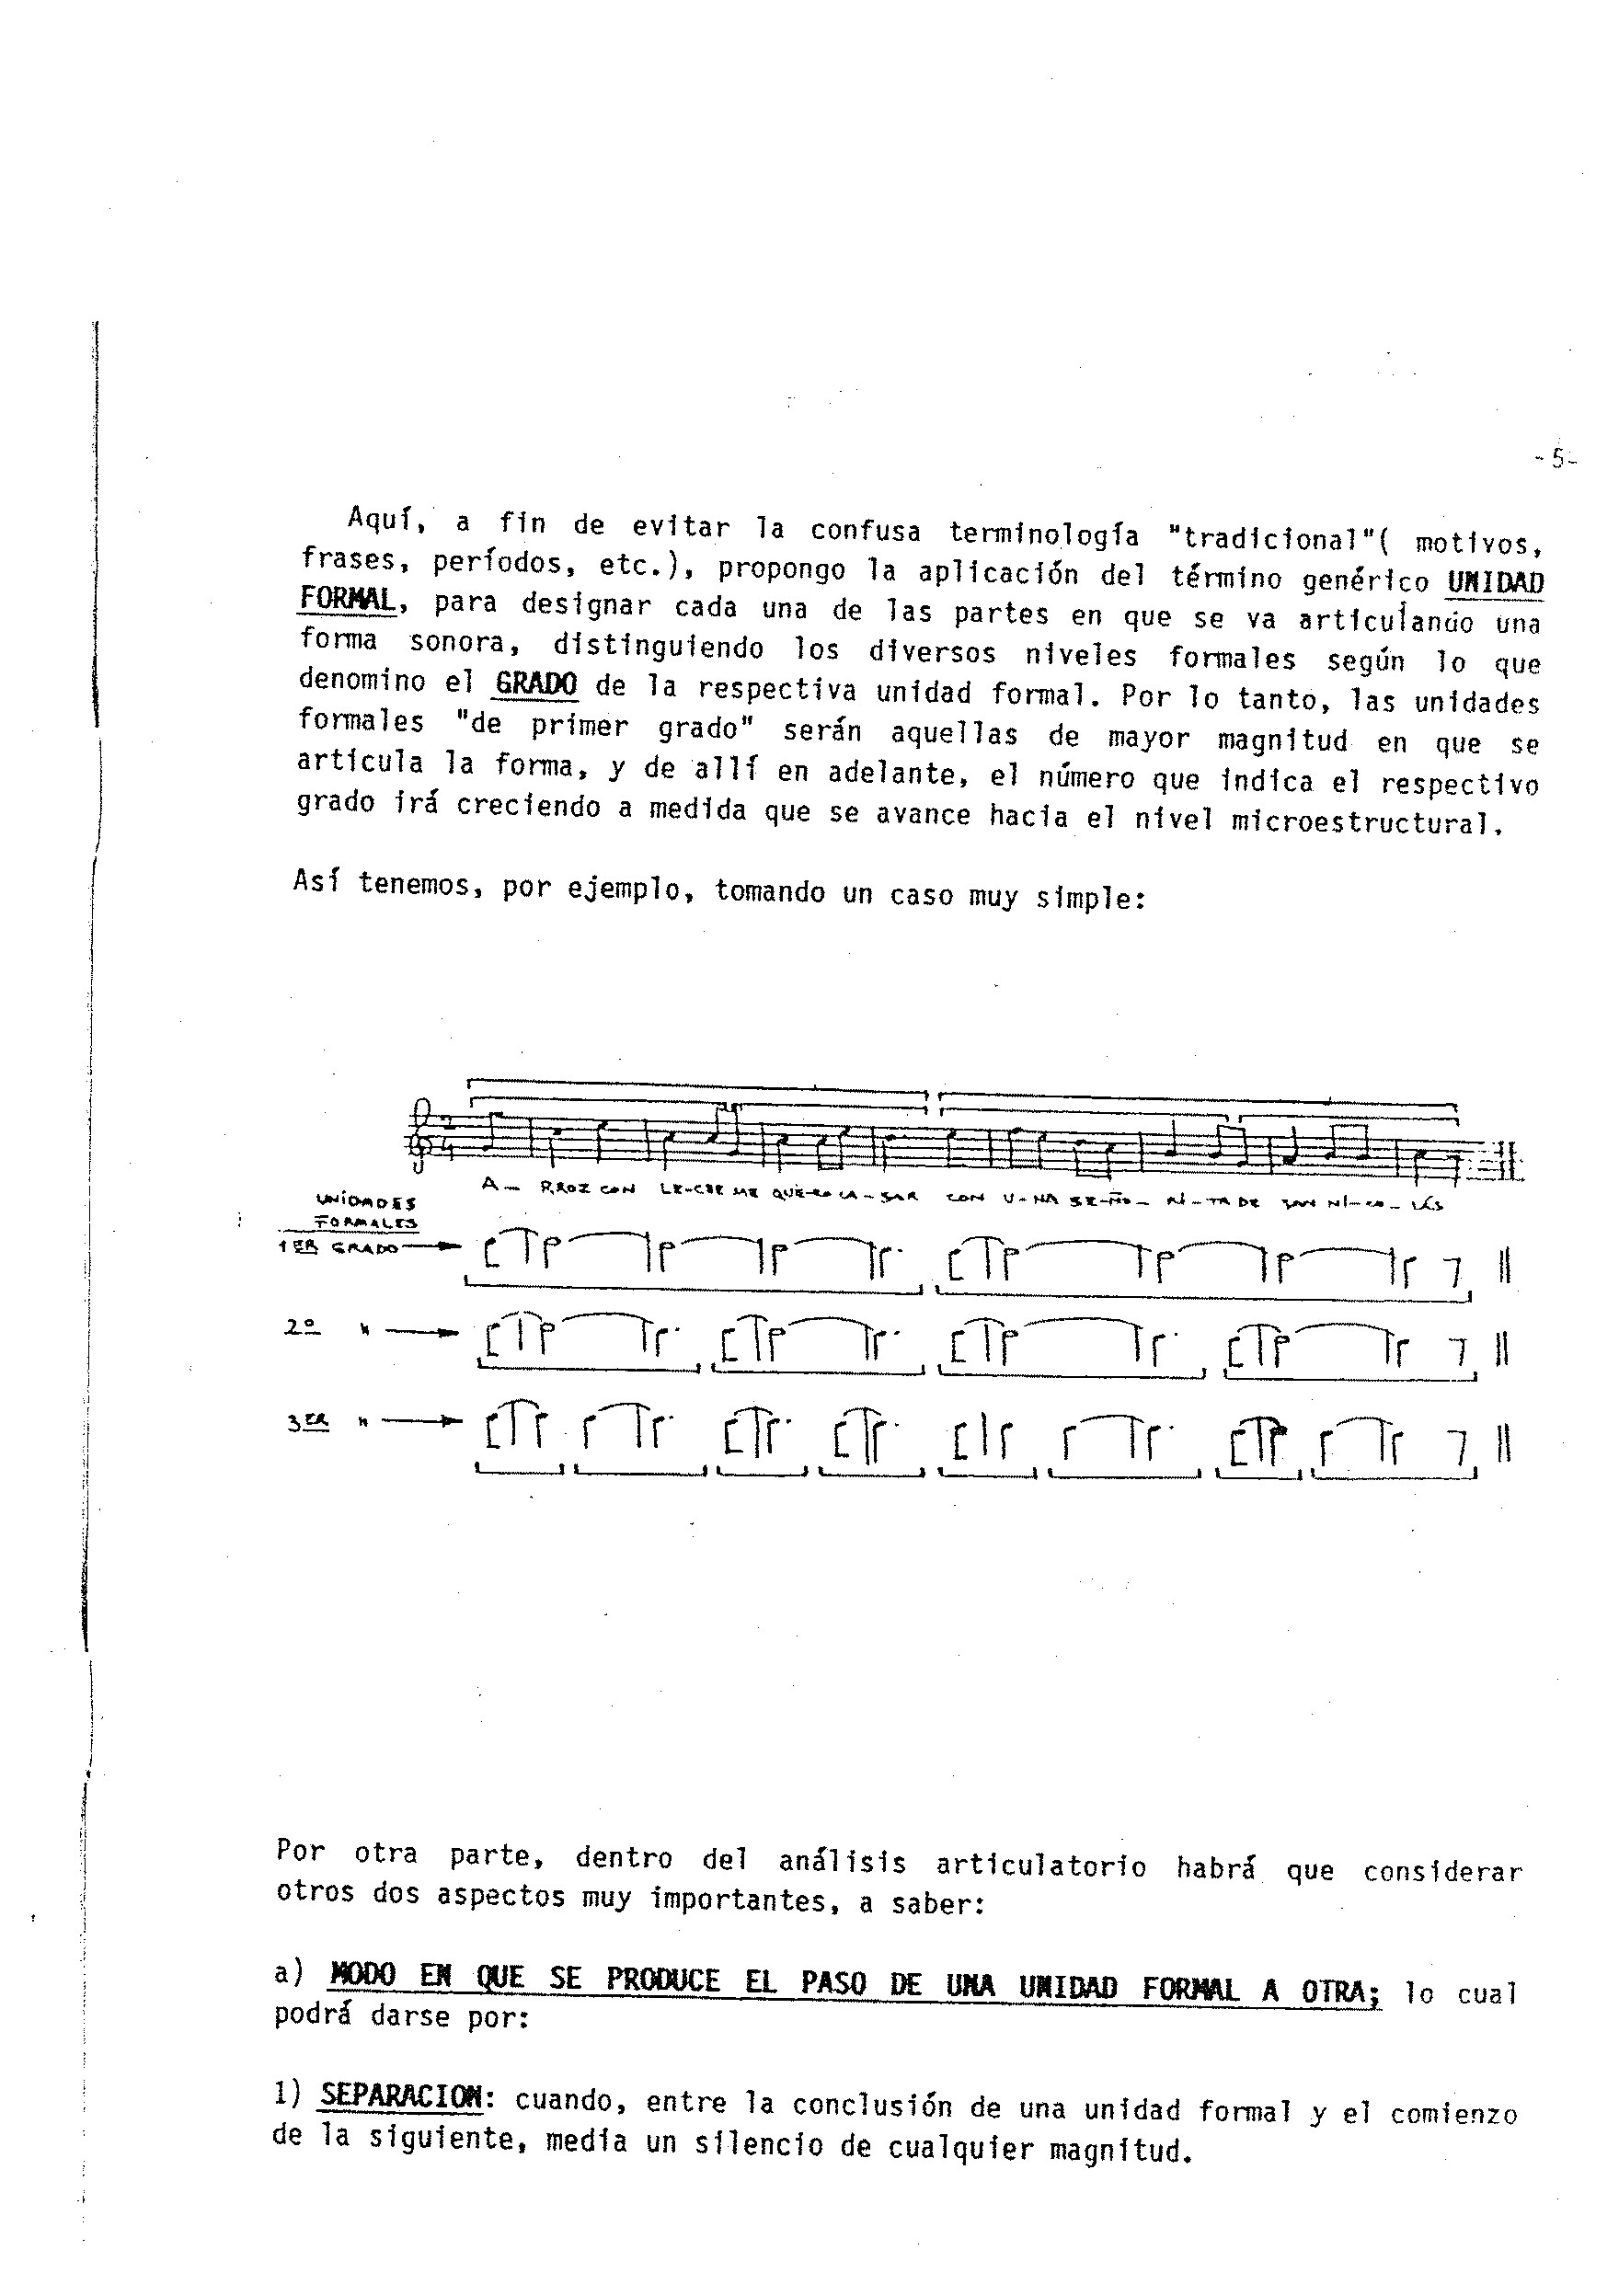 -5-
Aquí, a fin de evitar la confusa terminología "tradicional"( motivos,
frases, períodos, etc.), propongo la aplicación del término genérico UNIDAD
FORMAL, para designar cada una de las partes en que se va articulando una
forma sonora, distinguiendo los diversos niveles formales según lo que
denomino el GRADO de la respectiva unidad formal. Por lo tanto, las unidades
formales "de primer grado" serán aquellas de mayor magnitud en que se
articula la forma, y de allí en adelante, el número que indica el respectivo
grado irá creciendo a medida que se avance hacia el nivel microestructural.
Así tenemos, por ejemplo, tomando un caso muy simple:
2
4
A- RROZ CON LE-CHE ME QUIE-RO CA-SAR CON U-NA SE-ÑO- RI-TA DE SAN NI-CO-LÁS
UNIDADES
FORMALES
1ER GRADO
2º "
3ER "
Por otra parte, dentro del análisis articulatorio habrá que considerar
otros dos aspectos muy importantes, a saber:
a) MODO EN QUE SE PRODUCE EL PASO DE UNA UNIDAD FORMAL A OTRA; lo cual
podrá darse por:
1) SEPARACION: cuando, entre la conclusión de una unidad formal y el comienzo
de la siguiente, media un silencio de cualquier magnitud.